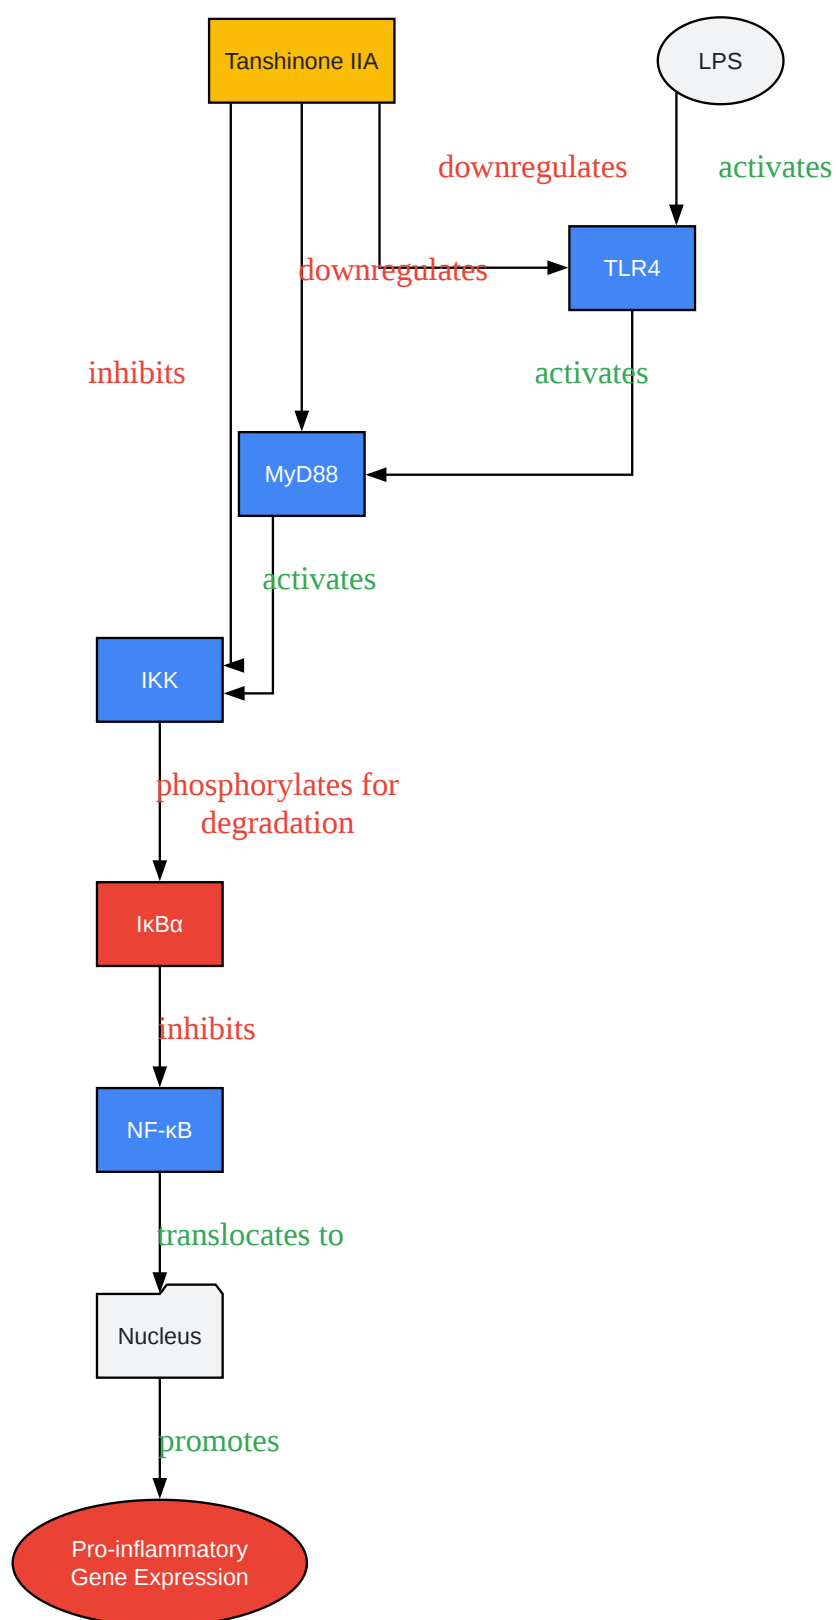 Tanshinone IIA
LPS
downregulates
activates
downregulates
TLR4
inhibits
activates
MyD88
activates
IKK
phosphorylates for
degradation
IκBα
inhibits
NF-κB
translocates to
Nucleus
promotes
Pro-inflammatory
Gene Expression